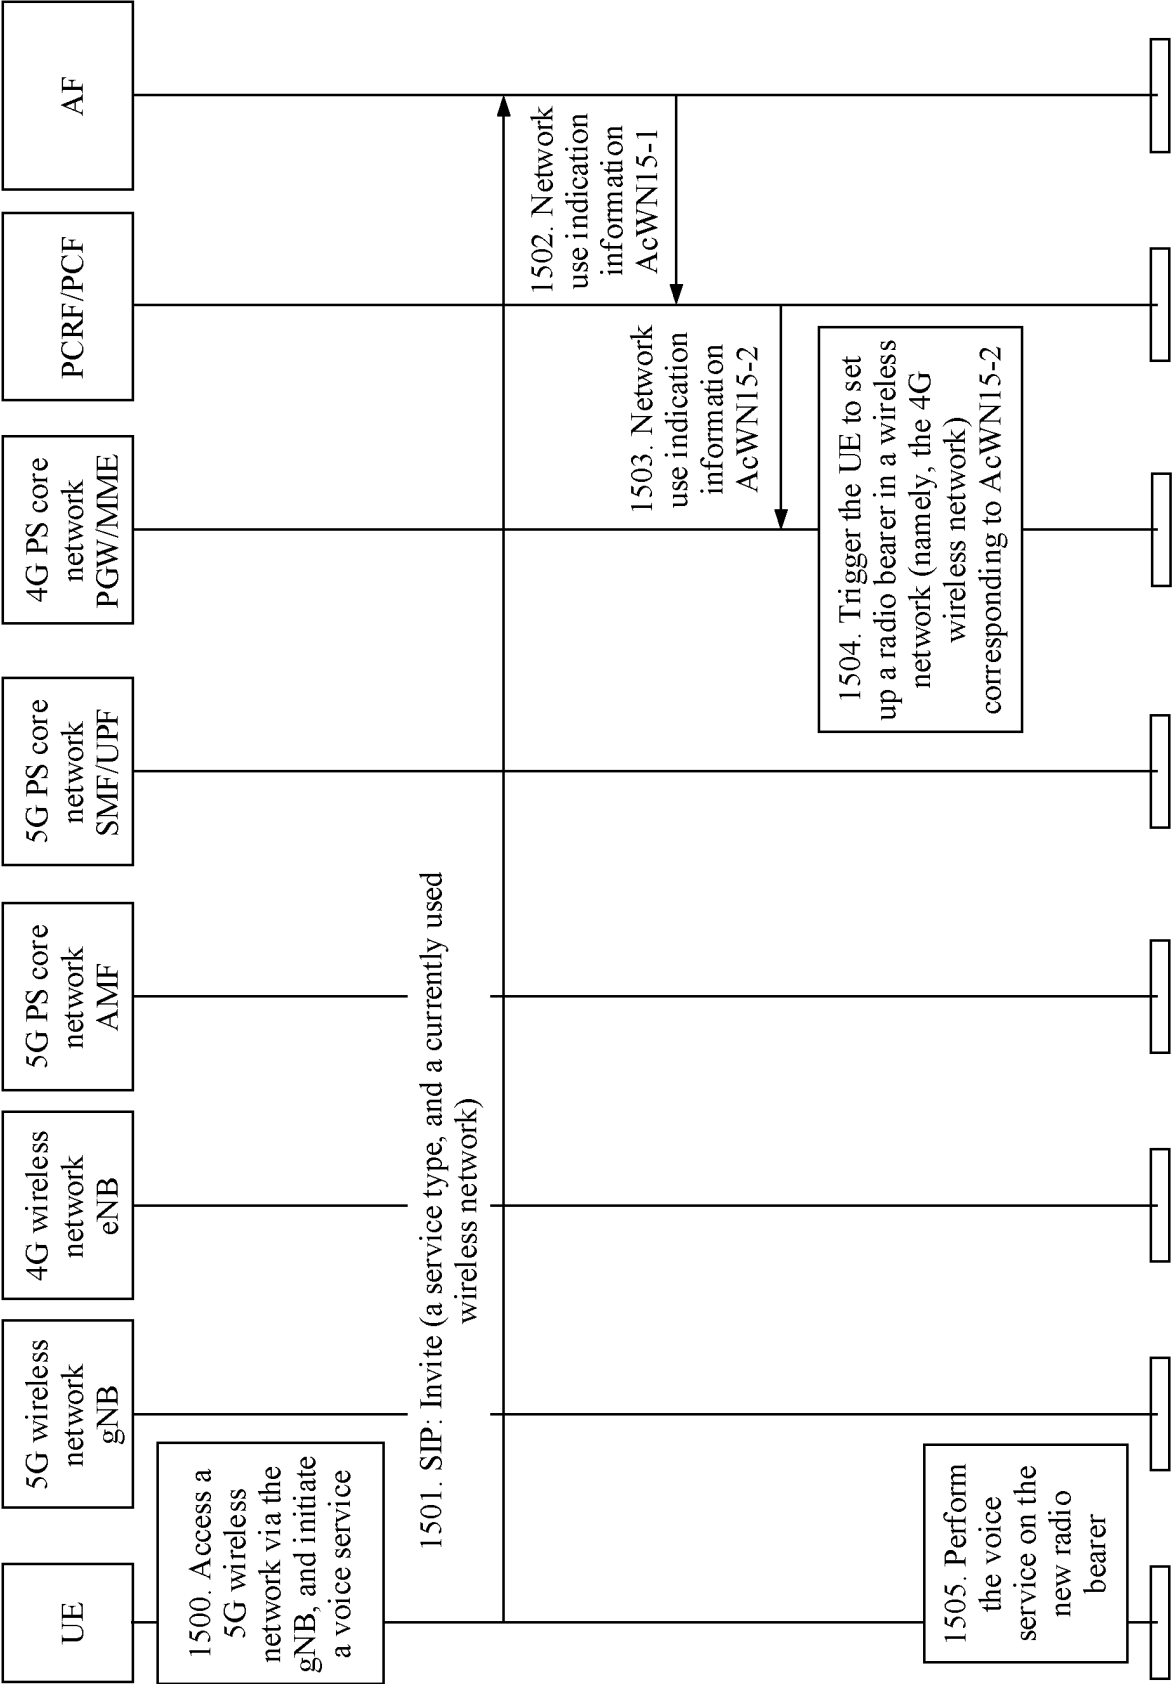 UE
5G wireless
network
gNB
4G wireless
network
eNB
5G PS core
network
AMF
5G PS core
network
SMF/UPF
4G PS core
network
PGW/MME
PCRF/PCF
AF
1500. Access a
5G wireless
network via the
gNB, and initiate
a voice service
1501. SIP: Invite (a service type, and a currently used
wireless network)
1502. Network
use indication
information
AcWN15-1
1503. Network
use indication
information
AcWN15-2
1504. Trigger the UE to set
up a radio bearer in a wireless
network (namely, the 4G
wireless network)
corresponding to AcWN15-2
1505. Perform
the voice
service on the
new radio
bearer